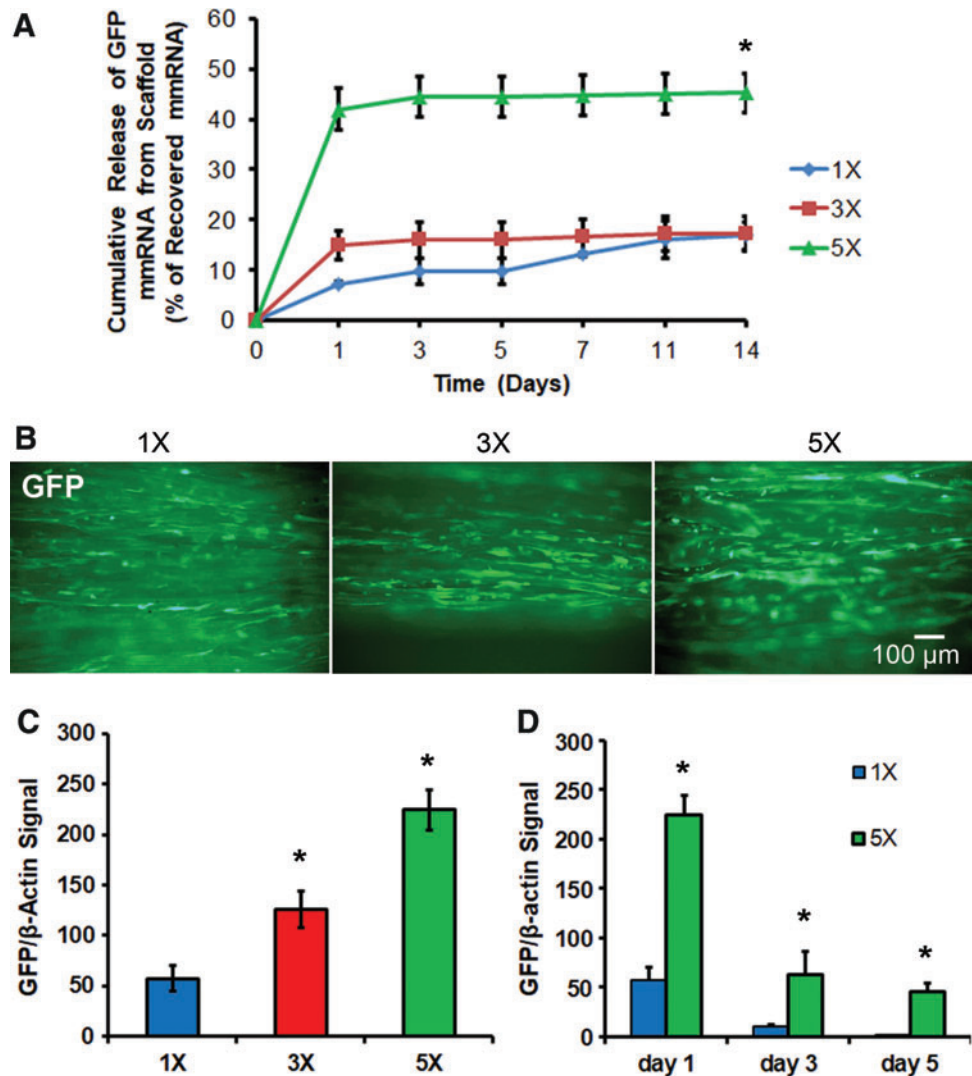 A
Cumulative Release of GFP
mmRNA from Scaffold
(% of Recovered mmRNA)
60
50
40
30
20
10
0
*
1X
3X
5X
0 1 3 5 7 11 14
Time (Days)
B
1X 3X 5X
GFP
100 µm
C
GFP/β-Actin Signal
300
250
200
150
100
50
0
*
*
1X 3X 5X
D
GFP/β-actin Signal
300
250
200
150
100
50
0
*
*
*
1X
5X
day 1 day 3 day 5